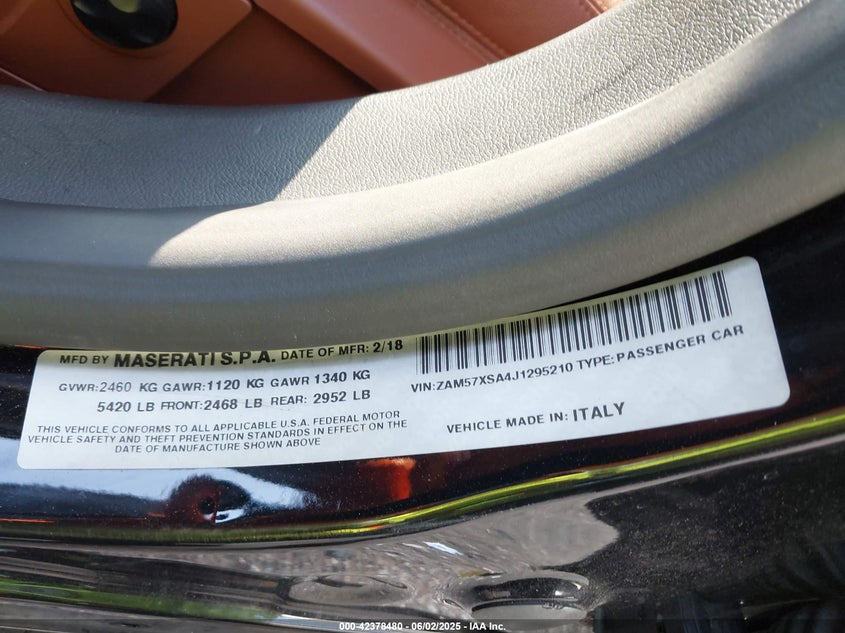 MFD BY MASERATI S.P.A. DATE OF MFR: 2/18
GVWR:2460 KG GAWR:1120 KG GAWR 1340 KG
5420 LB FRONT:2468 LB REAR: 2952 LB
THIS VEHICLE CONFORMS TO ALL APPLICABLE U.S.A. FEDERAL MOTOR
VEHICLE SAFETY AND THEFT PREVENTION STANDARDS IN EFFECT ON THE
DATE OF MANUFACTURE SHOWN ABOVE
VIN:ZAM57XSA4J1295210 TYPE: PASSENGER CAR
VEHICLE MADE IN: ITALY
000-42378480 - 06/02/2025 - IAA Inc.